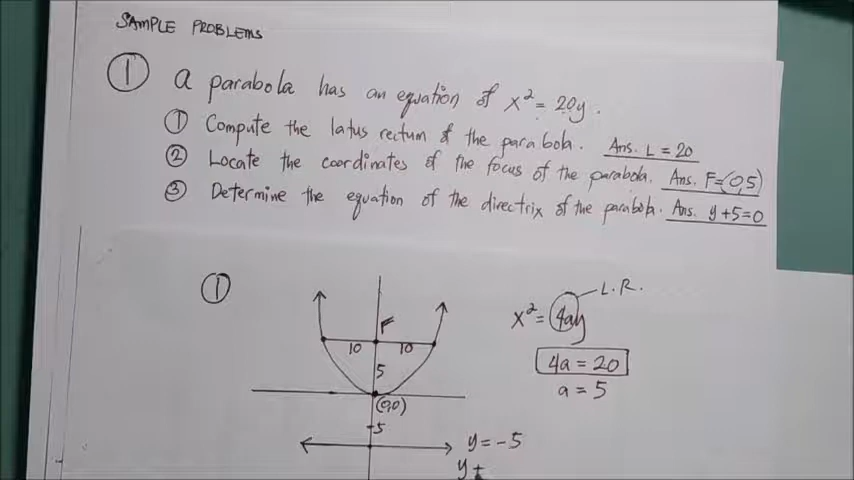 SAMPLE PROBLEMS
① a parabola has an equation of x² = 20y.
① Compute the latus rectum of the parabola. Ans. L = 20
② Locate the coordinates of the focus of the parabola. Ans. F=(0,5)
③ Determine the equation of the directrix of the parabola. Ans. y+5=0
①
L.R.
F
x² = 4ay
10 10
4a = 20
5
a = 5
(0,0)
-5
y = -5
y +